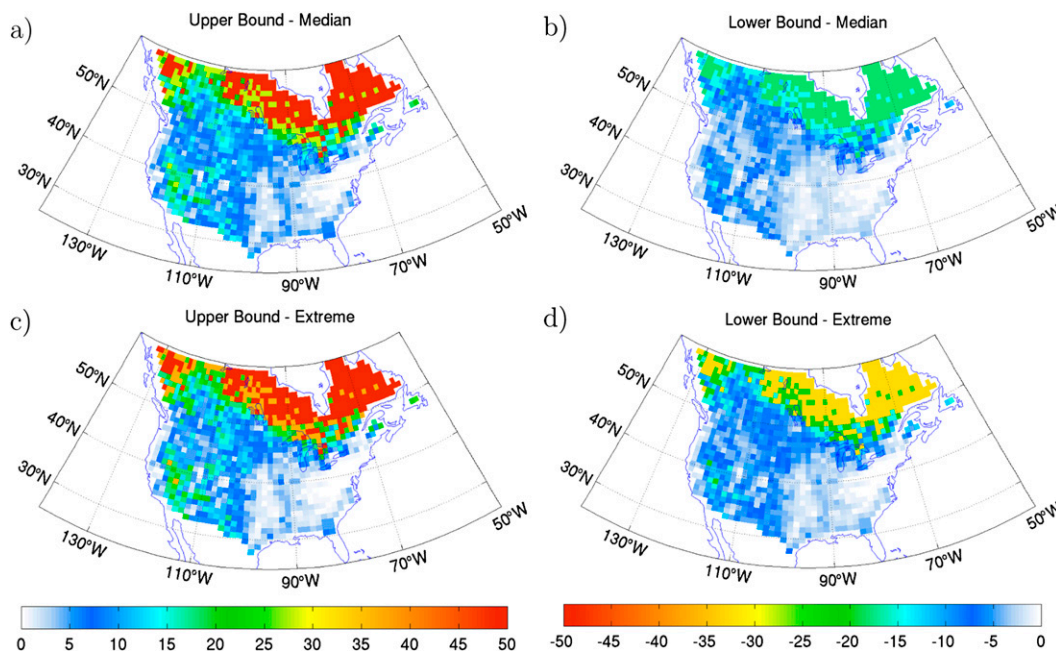 a)
Upper Bound - Median
50°N
40°N
30°N
130°W
110°W
90°W
70°W
50°W
b)
Lower Bound - Median
50°N
40°N
30°N
130°W
110°W
90°W
70°W
50°W
c)
Upper Bound - Extreme
50°N
40°N
30°N
130°W
110°W
90°W
70°W
50°W
d)
Lower Bound - Extreme
50°N
40°N
30°N
130°W
110°W
90°W
70°W
50°W
0 5 10 15 20 25 30 35 40 45 50
-50 -45 -40 -35 -30 -25 -20 -15 -10 -5 0